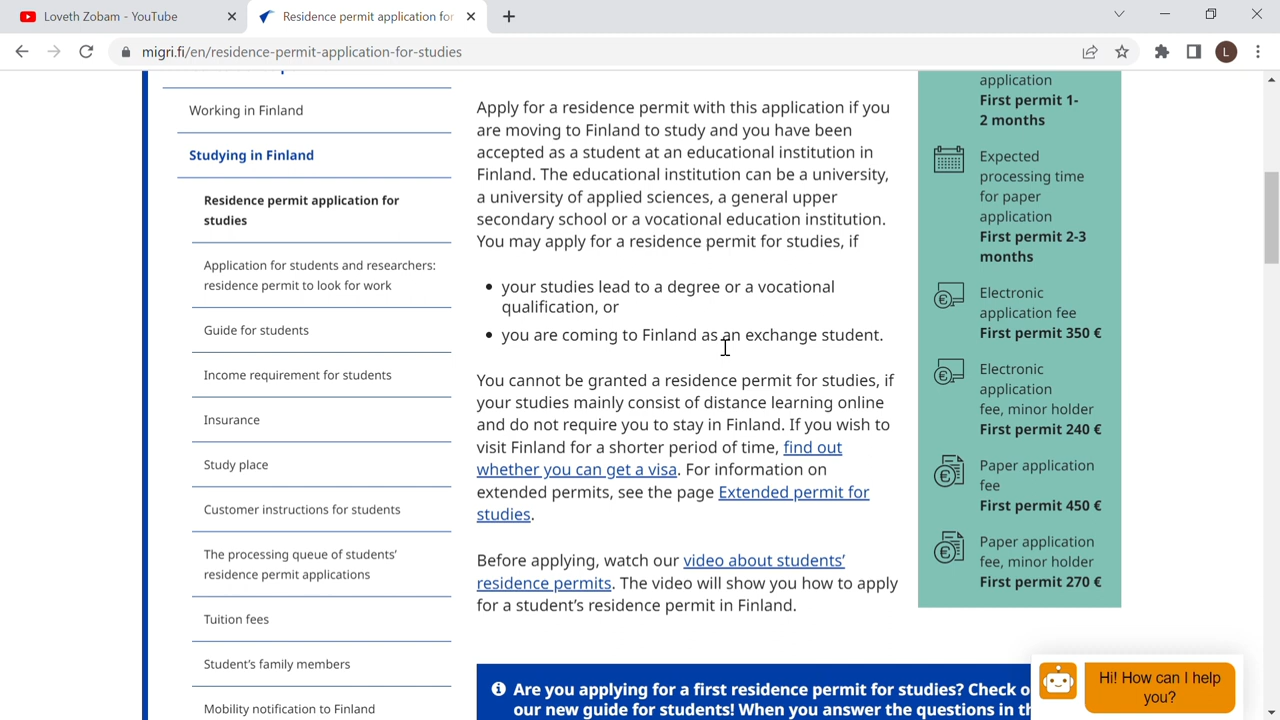 Loveth Zobam - YouTube
Residence permit application for
migri.fi/en/residence-permit-application-for-studies
L
Working in Finland
Studying in Finland
Residence permit application for
studies
Application for students and researchers:
residence permit to look for work
Guide for students
Income requirement for students
Insurance
Study place
Customer instructions for students
The processing queue of students’
residence permit applications
Tuition fees
Student’s family members
Mobility notification to Finland
Apply for a residence permit with this application if you
are moving to Finland to study and you have been
accepted as a student at an educational institution in
Finland. The educational institution can be a university,
a university of applied sciences, a general upper
secondary school or a vocational education institution.
You may apply for a residence permit for studies, if
• your studies lead to a degree or a vocational
qualification, or
• you are coming to Finland as an exchange student.
You cannot be granted a residence permit for studies, if
your studies mainly consist of distance learning online
and do not require you to stay in Finland. If you wish to
visit Finland for a shorter period of time, find out
whether you can get a visa. For information on
extended permits, see the page Extended permit for
studies.
Before applying, watch our video about students’
residence permits. The video will show you how to apply
for a student’s residence permit in Finland.
Are you applying for a first residence permit for studies? Check o
our new guide for students! When you answer the questions in th
application
First permit 1-
2 months
Expected
processing time
for paper
application
First permit 2-3
months
Electronic
application fee
First permit 350 €
Electronic
application
fee, minor holder
First permit 240 €
Paper application
fee
First permit 450 €
Paper application
fee, minor holder
First permit 270 €
Hi! How can I help
you?